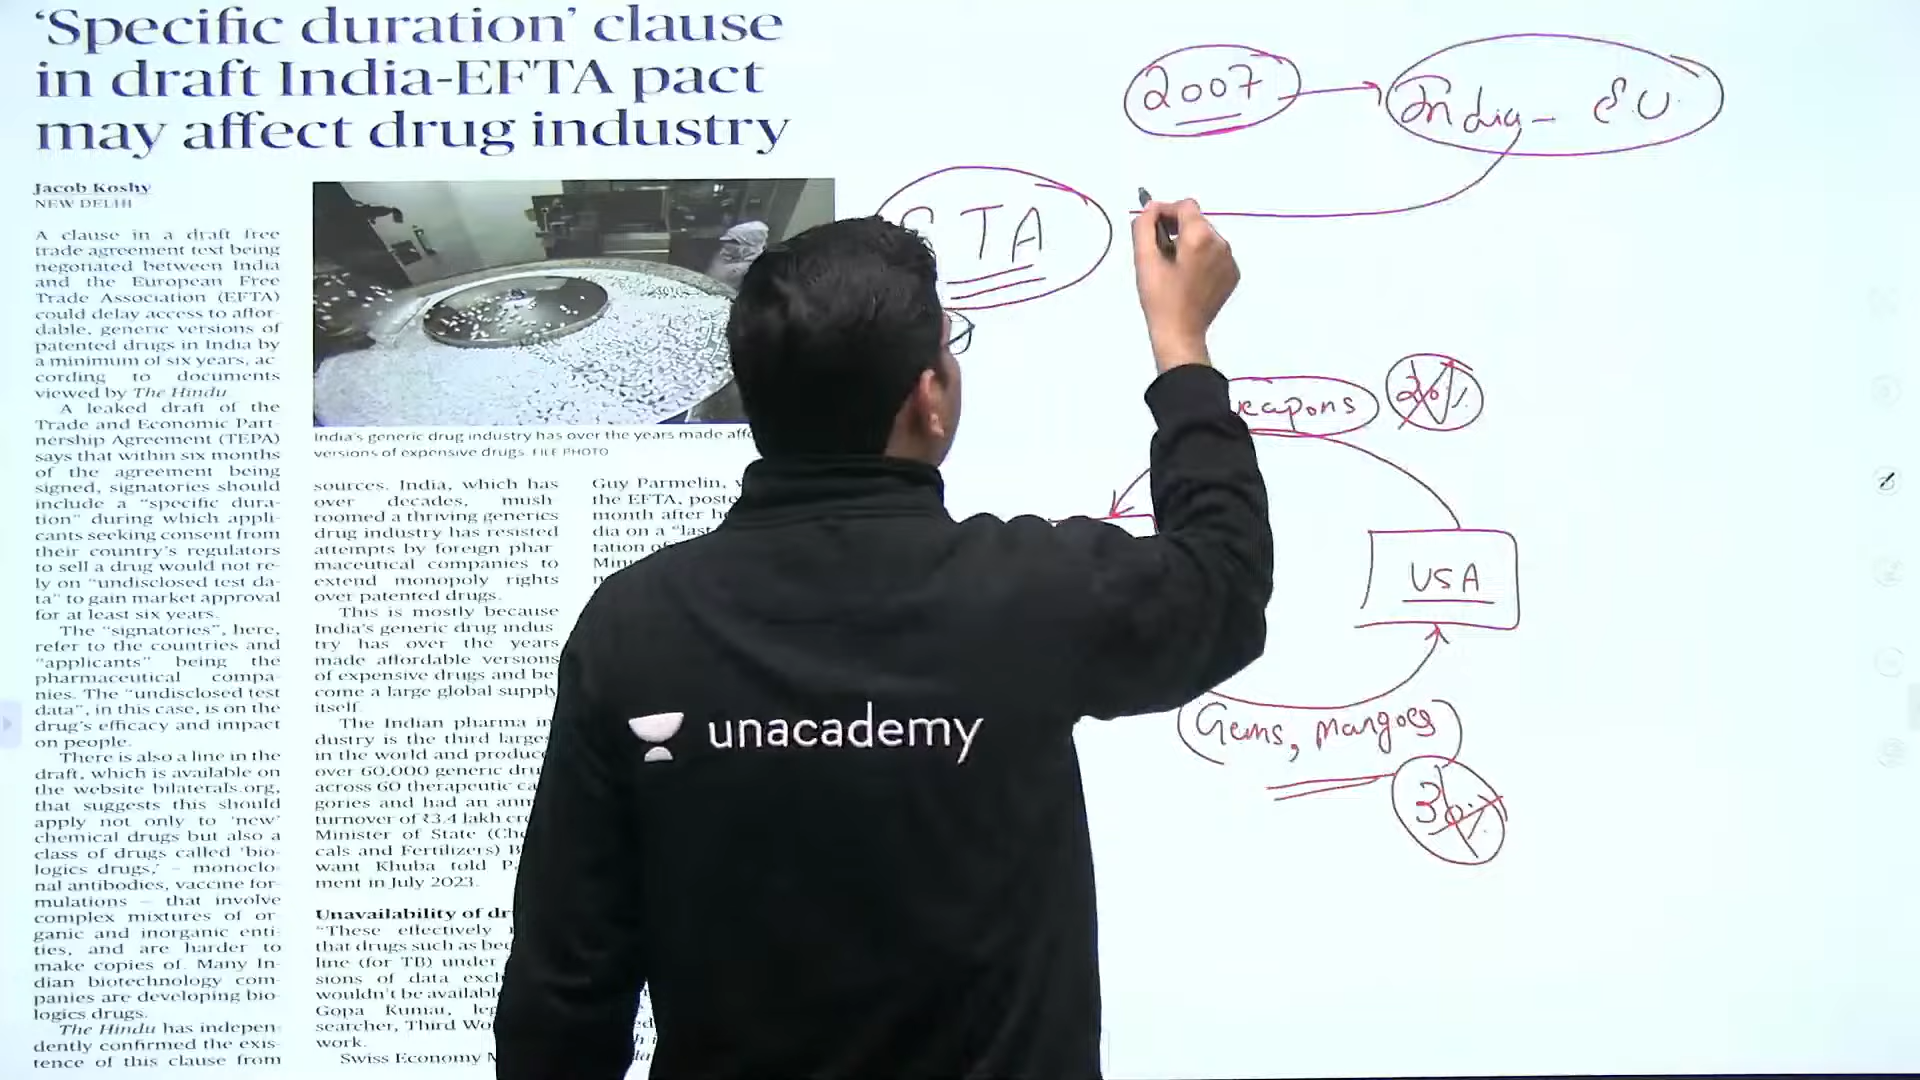 ‘Specific duration’ clause
in draft India-EFTA pact
may affect drug industry
Jacob Koshy
NEW DELHI
A clause in a draft free
trade agreement text being
negotiated between India
and the European Free
Trade Association (EFTA)
could delay access to affor-
dable, generic versions of
patented drugs in India by
a minimum of six years, ac
cording to documents
viewed by The Hindu
A leaked draft of the
Trade and Economic Part-
nership Agreement (TEPA)
says that within six months
of the agreement being
signed, signatories should
include a “specific dura-
tion” during which appli-
cants seeking consent from
their country’s regulators
to sell a drug would not re-
ly on “undisclosed test da-
ta” to gain market approval
for at least six years.
The “signatories”, here,
refer to the countries and
“applicants” being the
pharmaceutical compa-
nies. The “undisclosed test
data”, in this case, is on the
drug’s efficacy and impact
on people.
There is also a line in the
draft, which is available on
the website bilaterals.org,
that suggests this should
apply not only to ‘new’
chemical drugs but also a
class of drugs called ‘bio-
logics drugs,’ – monoclo-
nal antibodies, vaccine for-
mulations – that involve
complex mixtures of or-
ganic and inorganic enti-
ties, and are harder to
make copies of. Many In-
dian biotechnology com-
panies are developing bio-
logics drugs.
The Hindu has indepen-
dently confirmed the exis-
tence of this clause from
India’s generic drug industry has over the years made
versions of expensive drugs. FILE PHOTO
sources. India, which has
over decades, mush
roomed a thriving generics
drug industry has resisted
attempts by foreign phar
maceutical companies to
extend monopoly rights
over patented drugs.
This is mostly because
India’s generic drug indus
try has over the years
made affordable versions
of expensive drugs and be
come a large global supply
itself.
The Indian pharma in
dustry is the third larges
in the world and produce
over 60,000 generic dru
across 60 therapeutic ca
gories and had an ann
turnover of ₹3.4 lakh cr
Minister of State (Che
cals and Fertilizers) B
want Khuba told P
ment in July 2023.
Unavailability of dr
“These effectively
that drugs such as be
line (for TB) under
sions of data excl
wouldn’t be availabl
Gopa Kumar, leg
searcher, Third Wo
work.
Swiss Economy M
Guy Parmelin,
the EFTA, poste
month after h
dia on a “las
tation o
Min
2007
India – E.U.
TA
eapons
20%
USA
Gems, mangoes
30%
unacademy